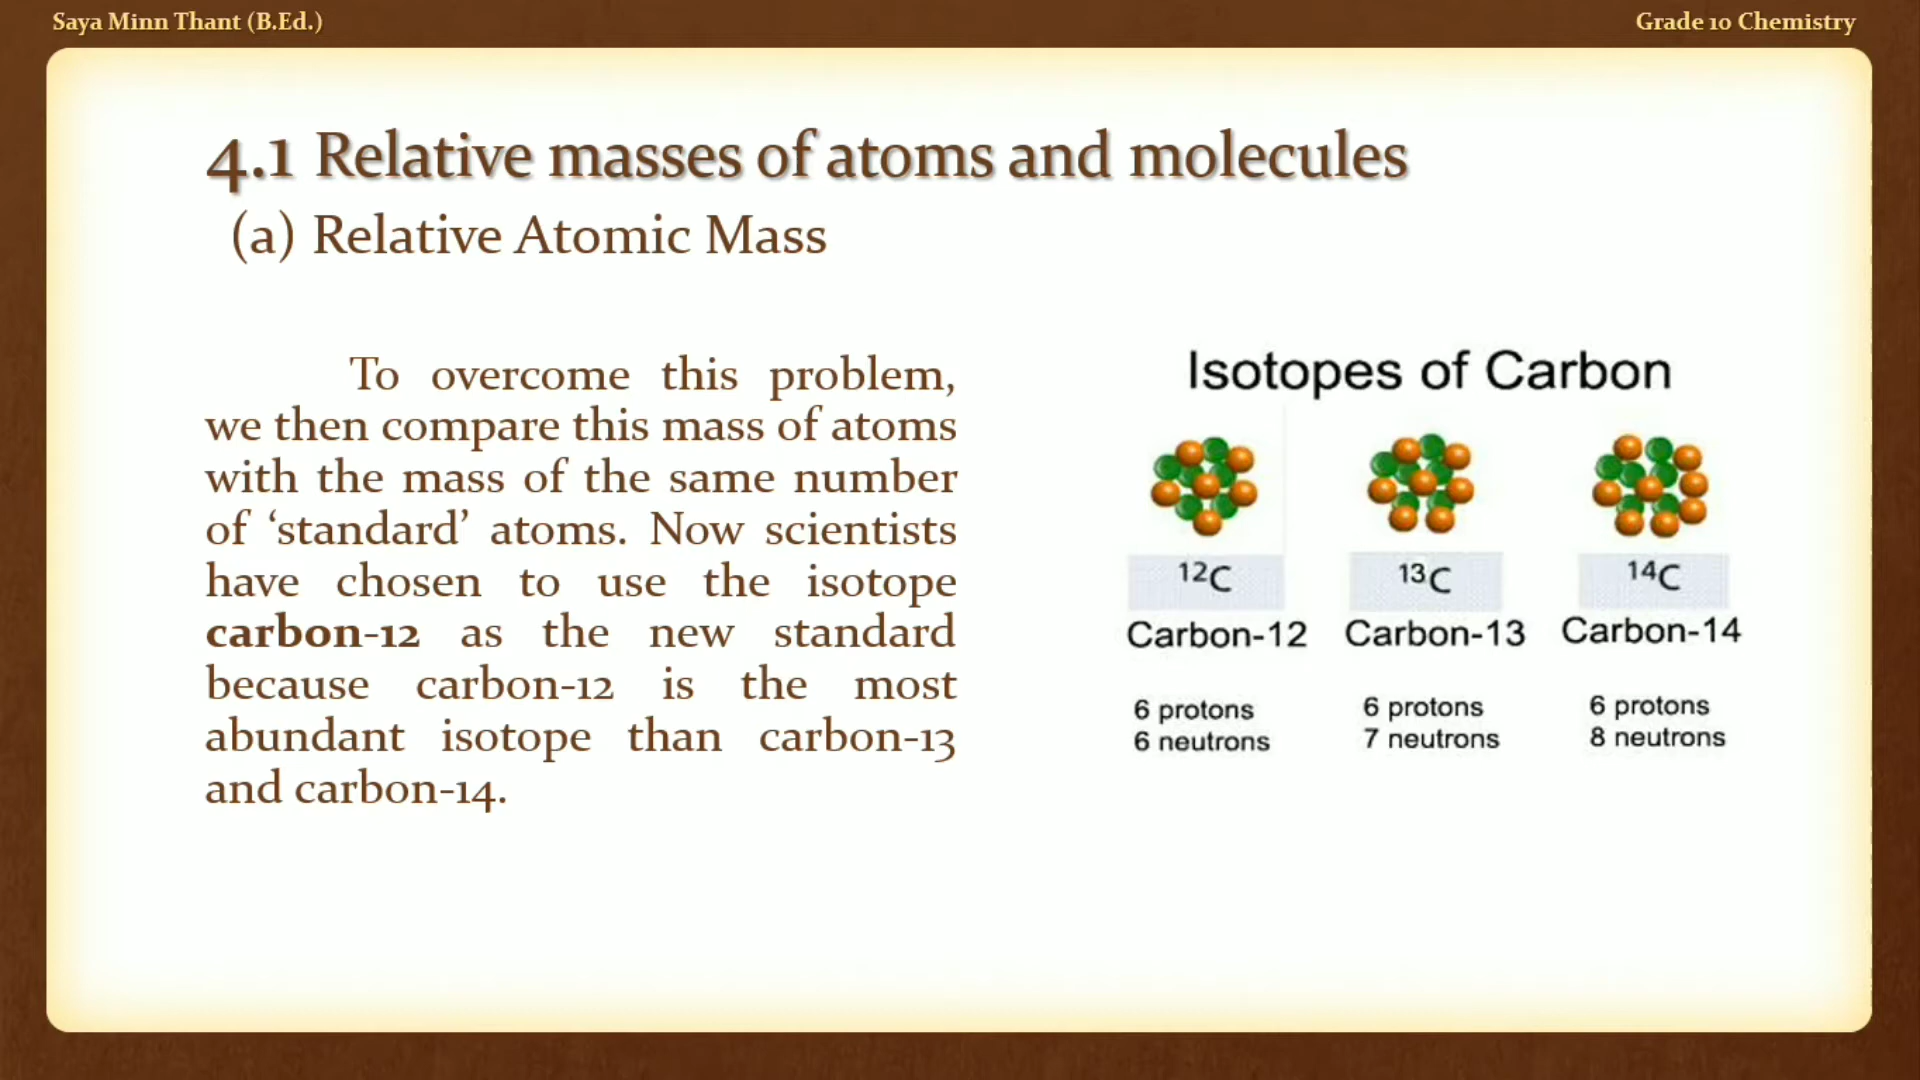 Saya Minn Thant (B.Ed.)
Grade 10 Chemistry
4.1 Relative masses of atoms and molecules
(a) Relative Atomic Mass
To overcome this problem,
we then compare this mass of atoms
with the mass of the same number
of ‘standard’ atoms. Now scientists
have chosen to use the isotope
carbon-12 as the new standard
because carbon-12 is the most
abundant isotope than carbon-13
and carbon-14.
Isotopes of Carbon
¹²C ¹³C ¹⁴C
Carbon-12 Carbon-13 Carbon-14
6 protons 6 protons 6 protons
6 neutrons 7 neutrons 8 neutrons